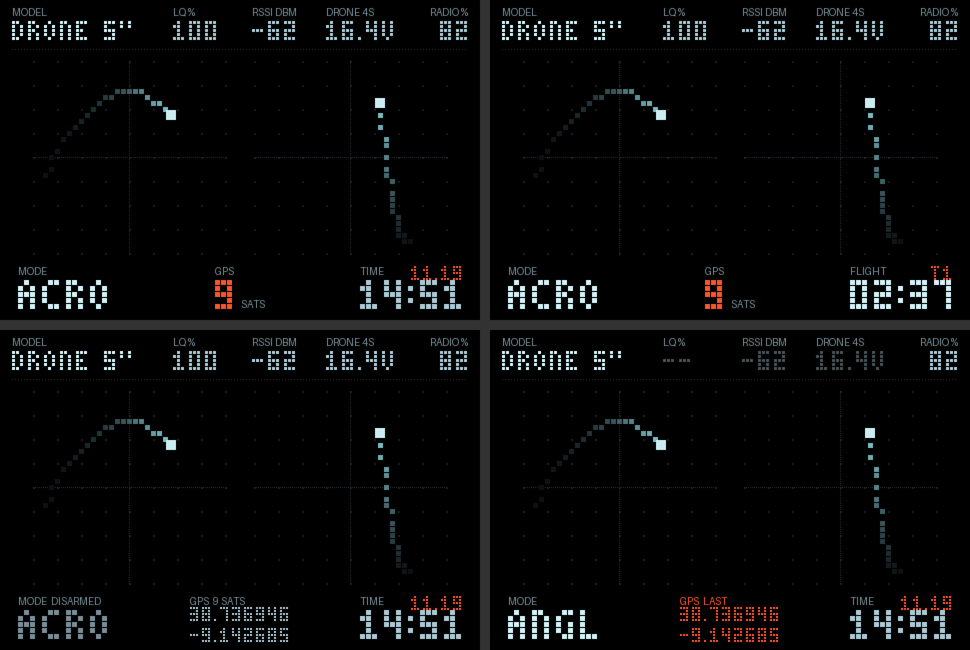 MODEL LQ% RSSI DBM DRONE 4S RADIO%
DRONE 5" 100 -62 16.4V 82
MODE GPS TIME 11.19
ACRO 9 SATS 14:51
MODEL LQ% RSSI DBM DRONE 4S RADIO%
DRONE 5" 100 -62 16.4V 82
MODE GPS FLIGHT T1
ACRO 9 SATS 02:37
MODEL LQ% RSSI DBM DRONE 4S RADIO%
DRONE 5" 100 -62 16.4V 82
MODE DISARMED GPS 9 SATS TIME 11.19
ACRO 38.736946 14:51
-9.142685
MODEL LQ% RSSI DBM DRONE 4S RADIO%
DRONE 5" -- -62 16.4V 82
MODE GPS LAST TIME 11.19
ANGL 38.736946 14:51
-9.142685